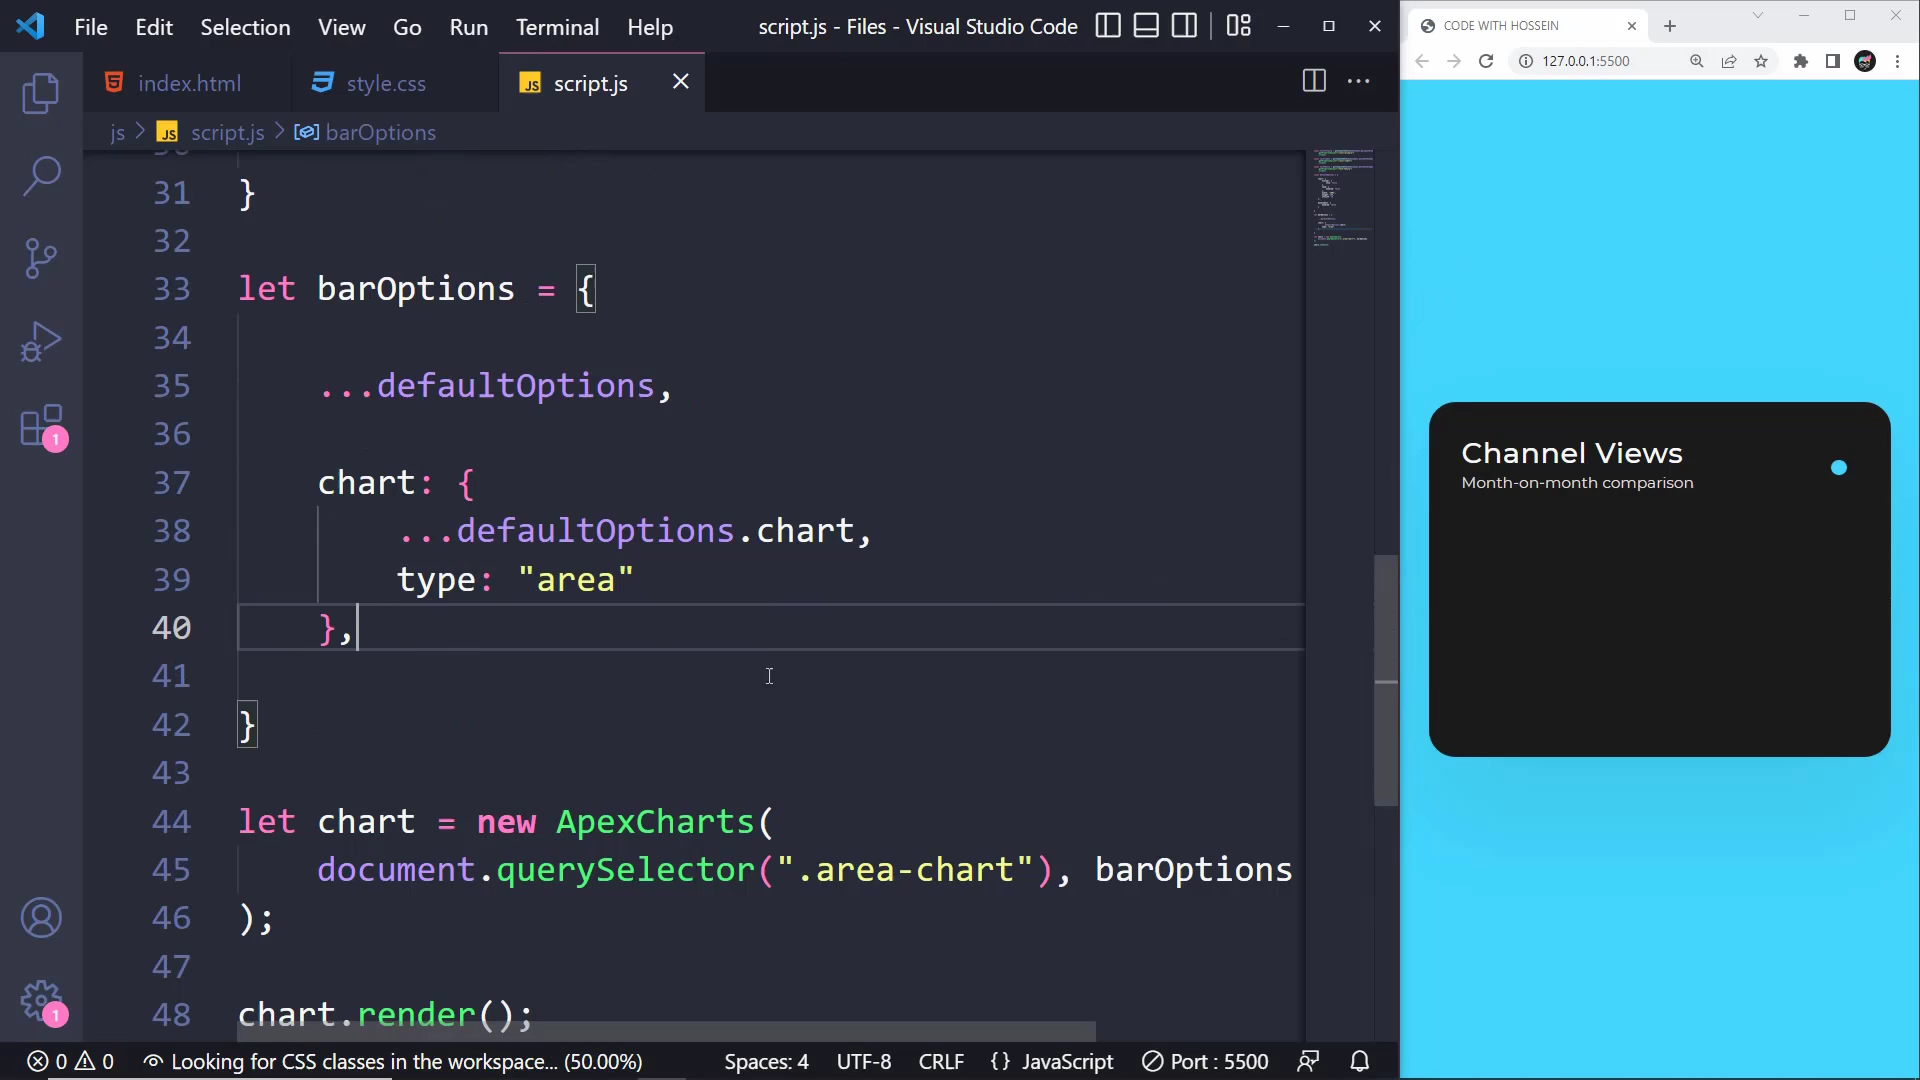 File Edit Selection View Go Run Terminal Help script.js - Files - Visual Studio Code
index.html style.css JS script.js
js > JS script.js > barOptions
31 }
32
33 let barOptions = {
34
35 ...defaultOptions,
36
37 chart: {
38 ...defaultOptions.chart,
39 type: "area"
40 },
41
42 }
43
44 let chart = new ApexCharts(
45 document.querySelector(".area-chart"), barOptions
46 );
47
48 chart.render();
1
1
0 0 Looking for CSS classes in the workspace... (50.00%) Spaces: 4 UTF-8 CRLF {} JavaScript Port : 5500
CODE WITH HOSSEIN
127.0.0.1:5500
Channel Views
Month-on-month comparison